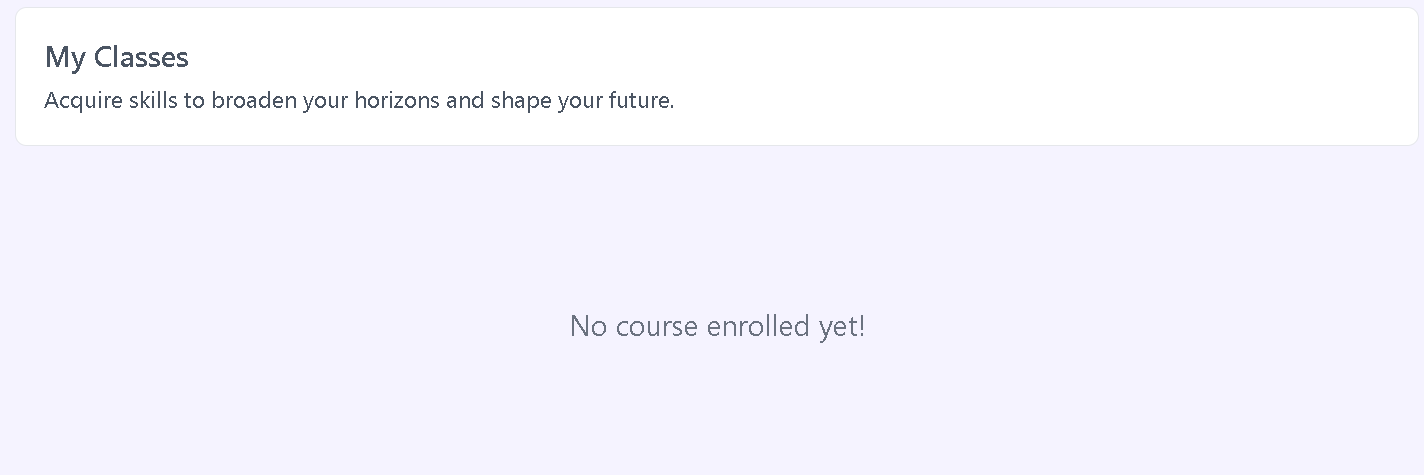 My Classes
Acquire skills to broaden your horizons and shape your future.
No course enrolled yet!